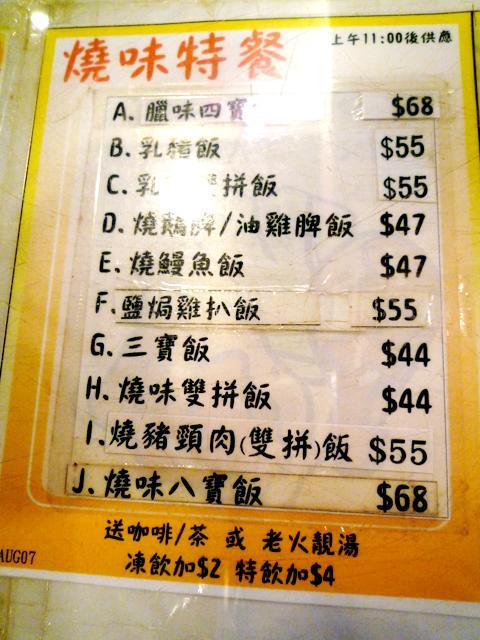 燒味特餐
上午11:00後供應
A. 臘味四寶 $68
B. 乳豬飯 $55
C. 乳 雙拼飯 $55
D. 燒鵝脾/油雞脾飯 $47
E. 燒鰻魚飯 $47
F. 鹽焗雞扒飯 $55
G. 三寶飯 $44
H. 燒味雙拼飯 $44
I. 燒豬頸肉(雙拼)飯 $55
J. 燒味八寶飯 $68
送咖啡/茶 或 老火靚湯
凍飲加$2 特飲加$4
AUG07